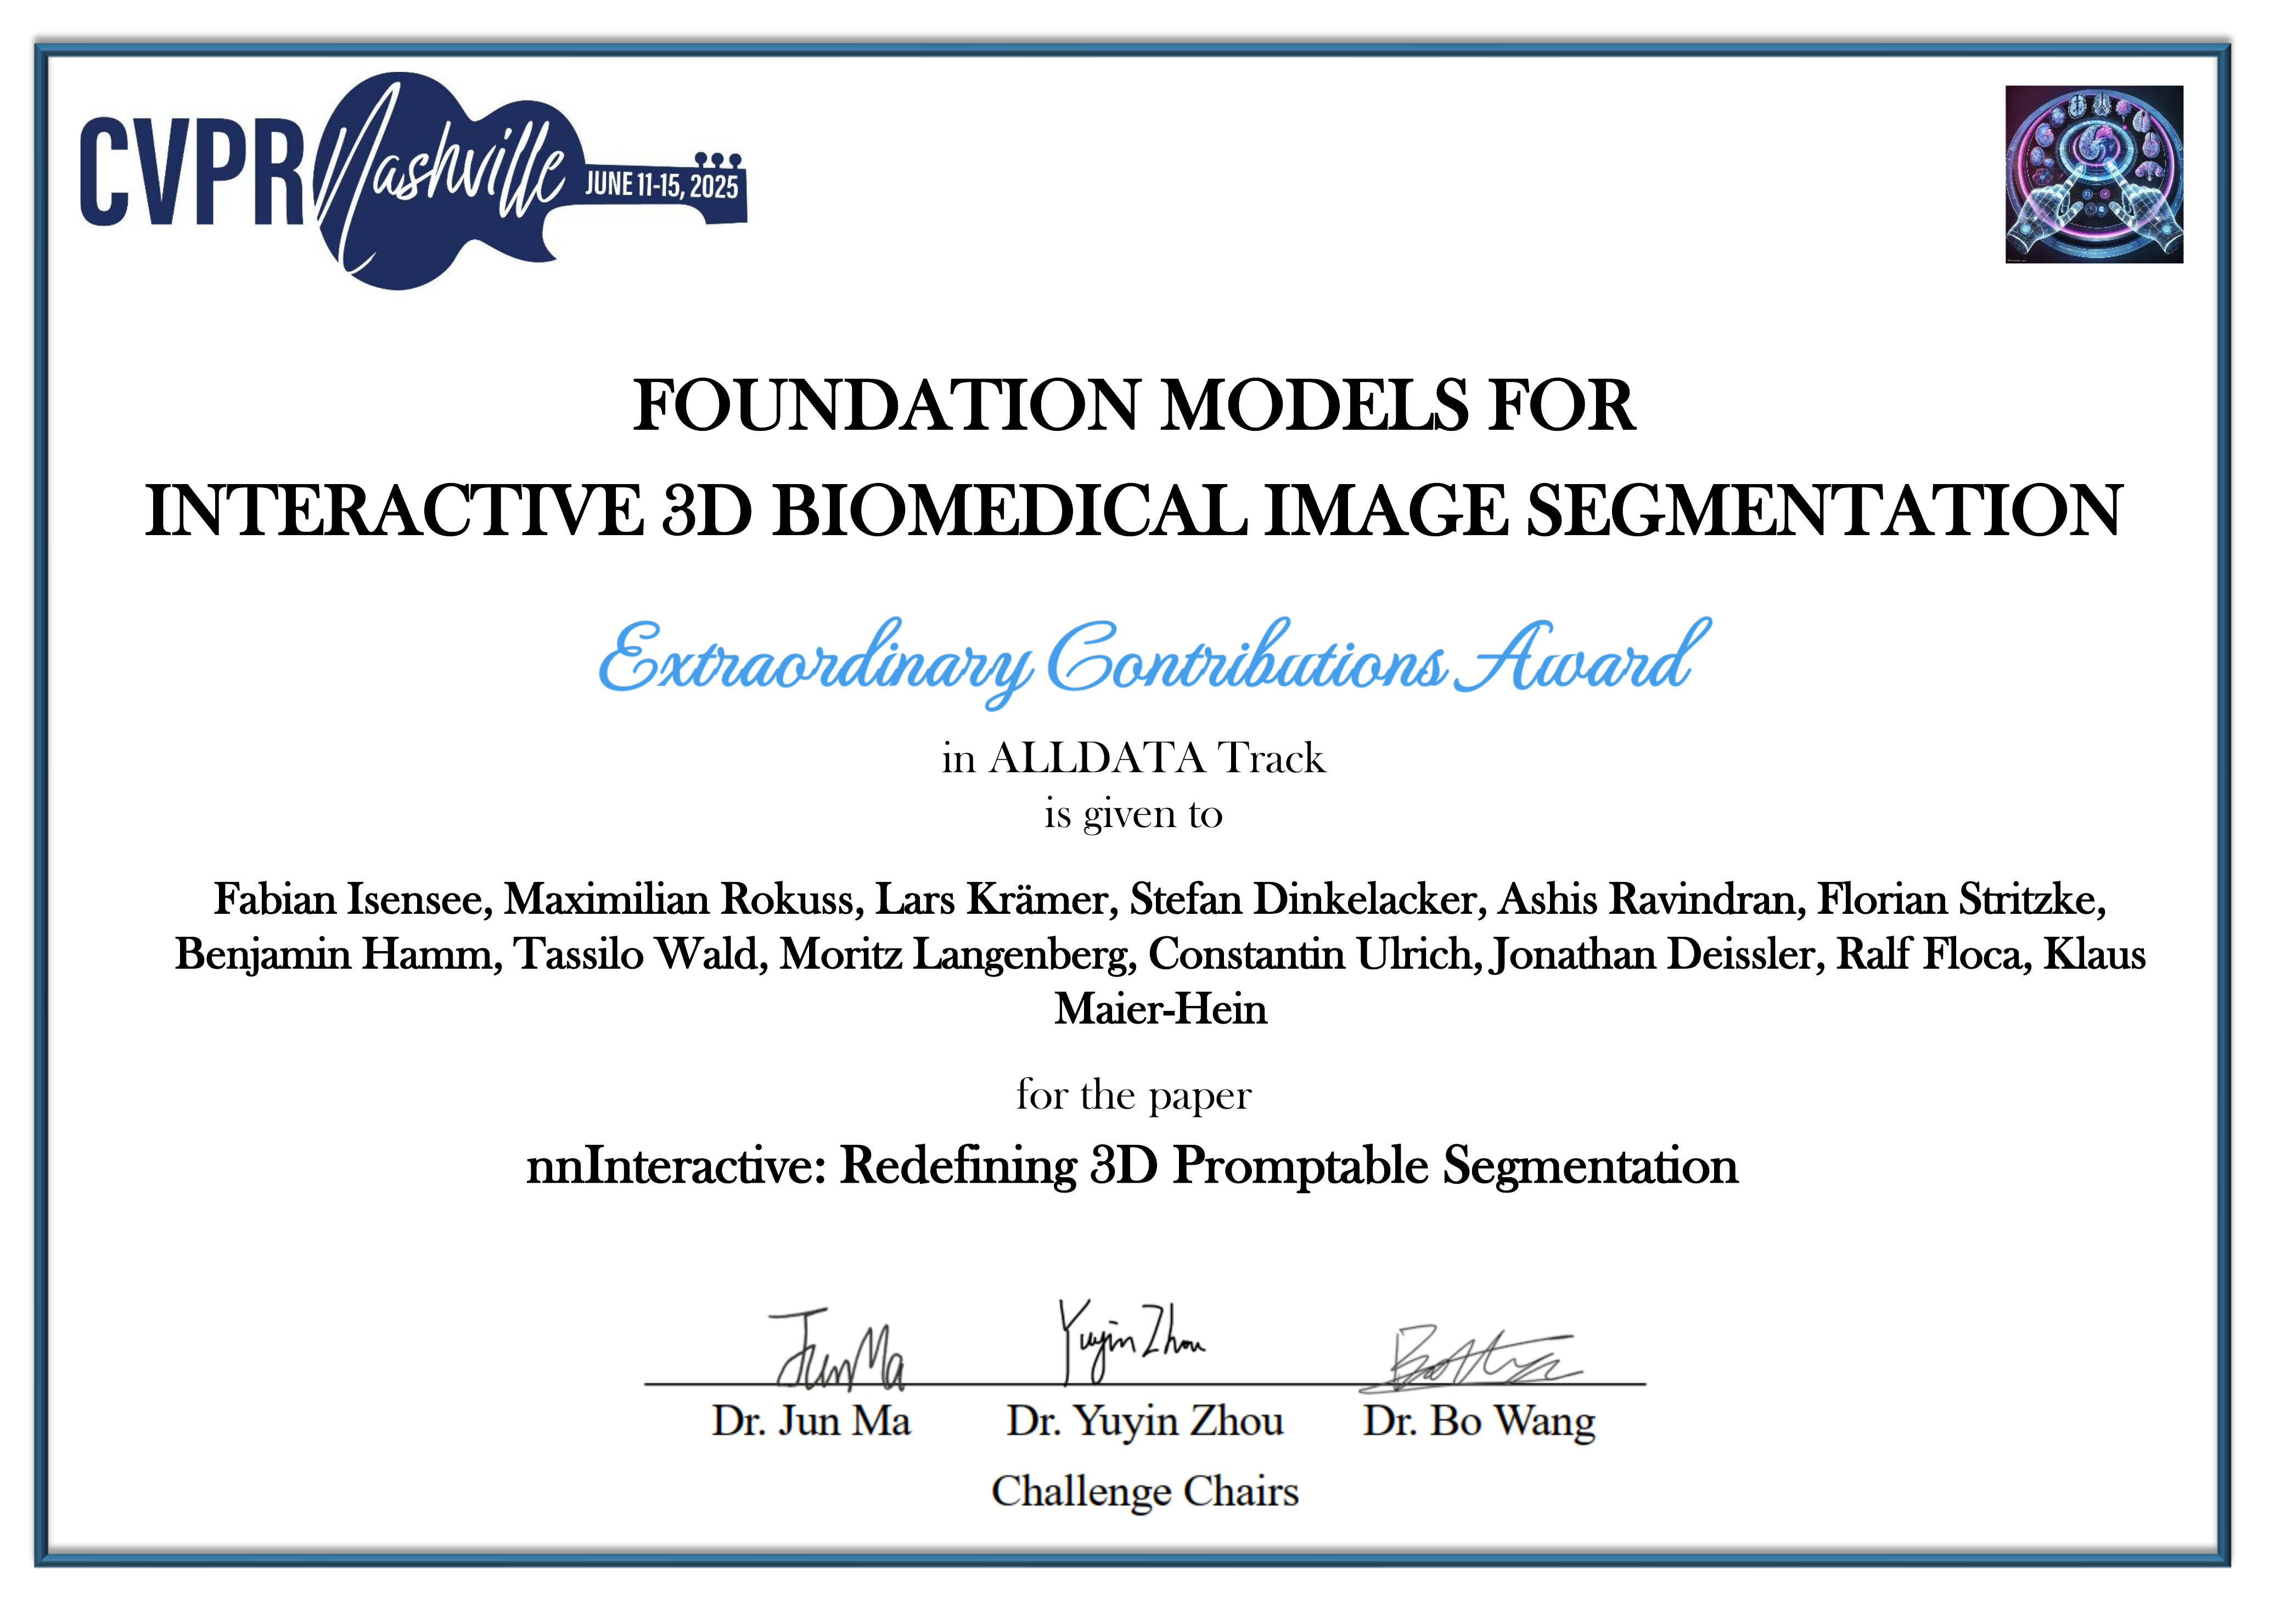 CVPR Nashville JUNE 11-15, 2025
FOUNDATION MODELS FOR
INTERACTIVE 3D BIOMEDICAL IMAGE SEGMENTATION
Extraordinary Contributions Award
in ALLDATA Track
is given to
Fabian Isensee, Maximilian Rokuss, Lars Krämer, Stefan Dinkelacker, Ashis Ravindran, Florian Stritzke,
Benjamin Hamm, Tassilo Wald, Moritz Langenberg, Constantin Ulrich, Jonathan Deissler, Ralf Floca, Klaus
Maier-Hein
for the paper
nnInteractive: Redefining 3D Promptable Segmentation
Jun Ma Yuyin Zhou
Dr. Jun Ma Dr. Yuyin Zhou Dr. Bo Wang
Challenge Chairs